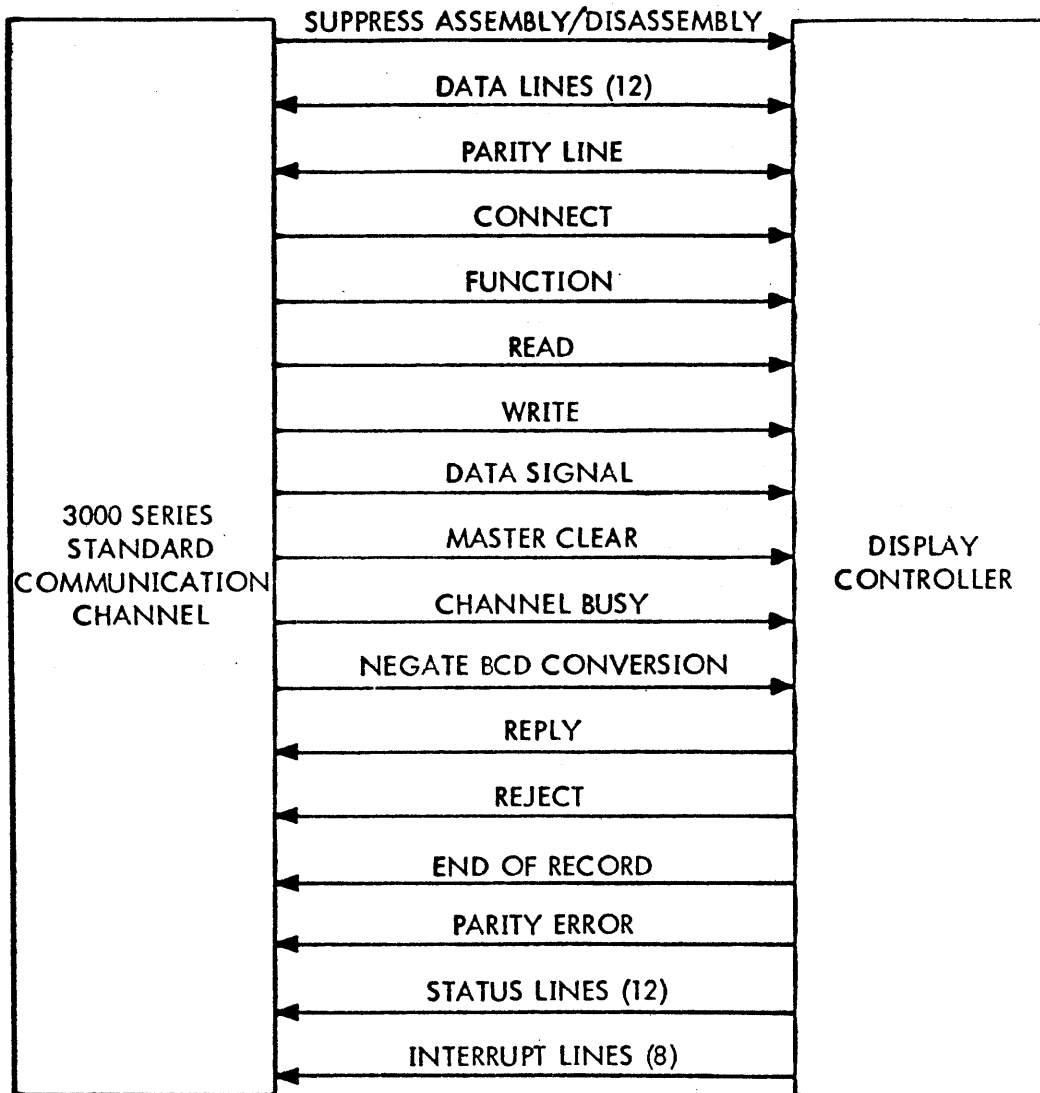 SUPPRESS ASSEMBLY/DISASSEMBLY
DATA LINES (12)
PARITY LINE
CONNECT
FUNCTION
READ
WRITE
DATA SIGNAL
MASTER CLEAR
CHANNEL BUSY
NEGATE BCD CONVERSION
REPLY
REJECT
END OF RECORD
PARITY ERROR
STATUS LINES (12)
INTERRUPT LINES (8)
3000 SERIES
STANDARD
COMMUNICATION
CHANNEL
DISPLAY
CONTROLLER